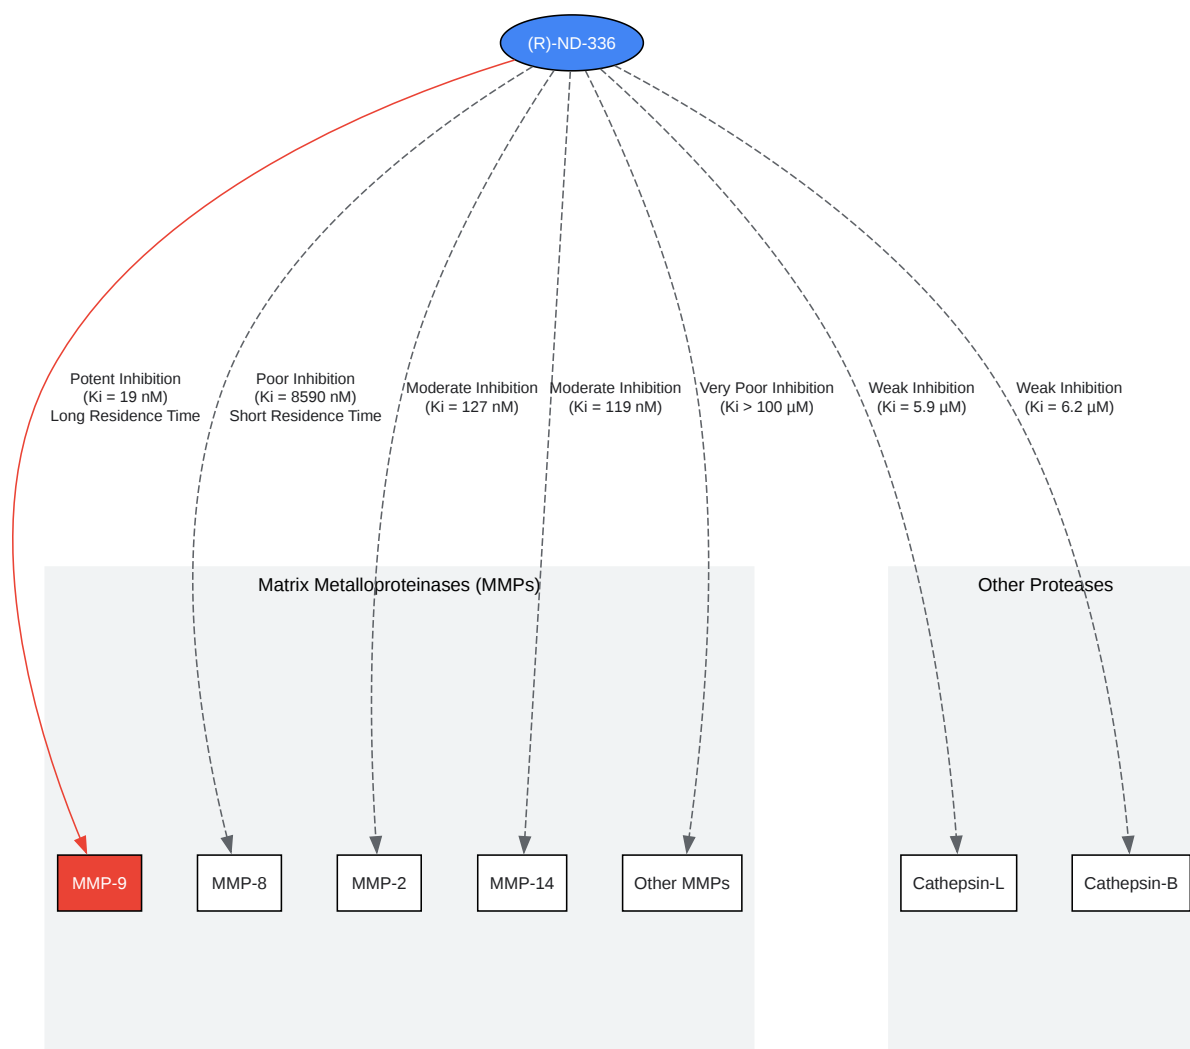 (R)-ND-336
Potent Inhibition
(Ki = 19 nM)
Long Residence Time
Poor Inhibition
(Ki = 8590 nM)
Short Residence Time
Moderate Inhibition
(Ki = 127 nM)
Moderate Inhibition
(Ki = 119 nM)
Very Poor Inhibition
(Ki > 100 µM)
Weak Inhibition
(Ki = 5.9 µM)
Weak Inhibition
(Ki = 6.2 µM)
Matrix Metalloproteinases (MMPs)
Other Proteases
MMP-9
MMP-8
MMP-2
MMP-14
Other MMPs
Cathepsin-L
Cathepsin-B